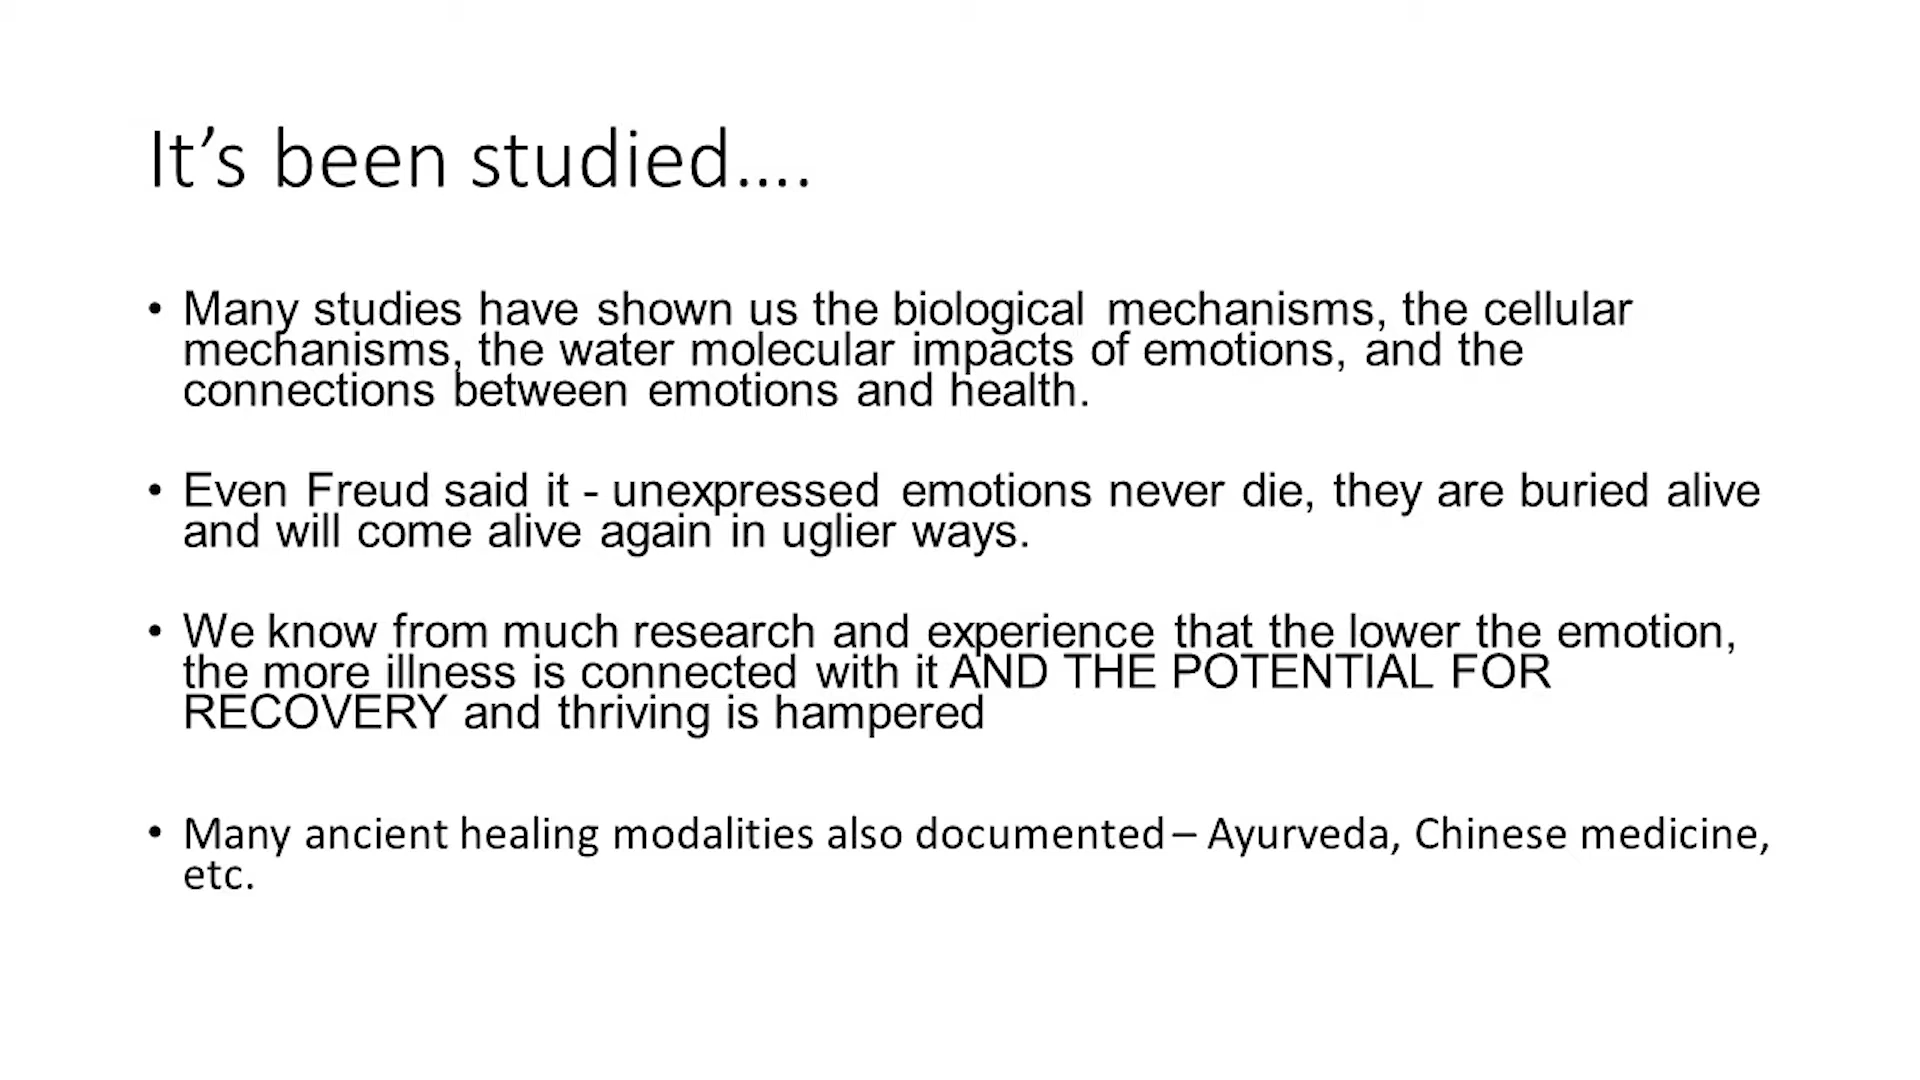 It’s been studied….
• Many studies have shown us the biological mechanisms, the cellular
mechanisms, the water molecular impacts of emotions, and the
connections between emotions and health.
• Even Freud said it - unexpressed emotions never die, they are buried alive
and will come alive again in uglier ways.
• We know from much research and experience that the lower the emotion,
the more illness is connected with it AND THE POTENTIAL FOR
RECOVERY and thriving is hampered
• Many ancient healing modalities also documented – Ayurveda, Chinese medicine,
etc.